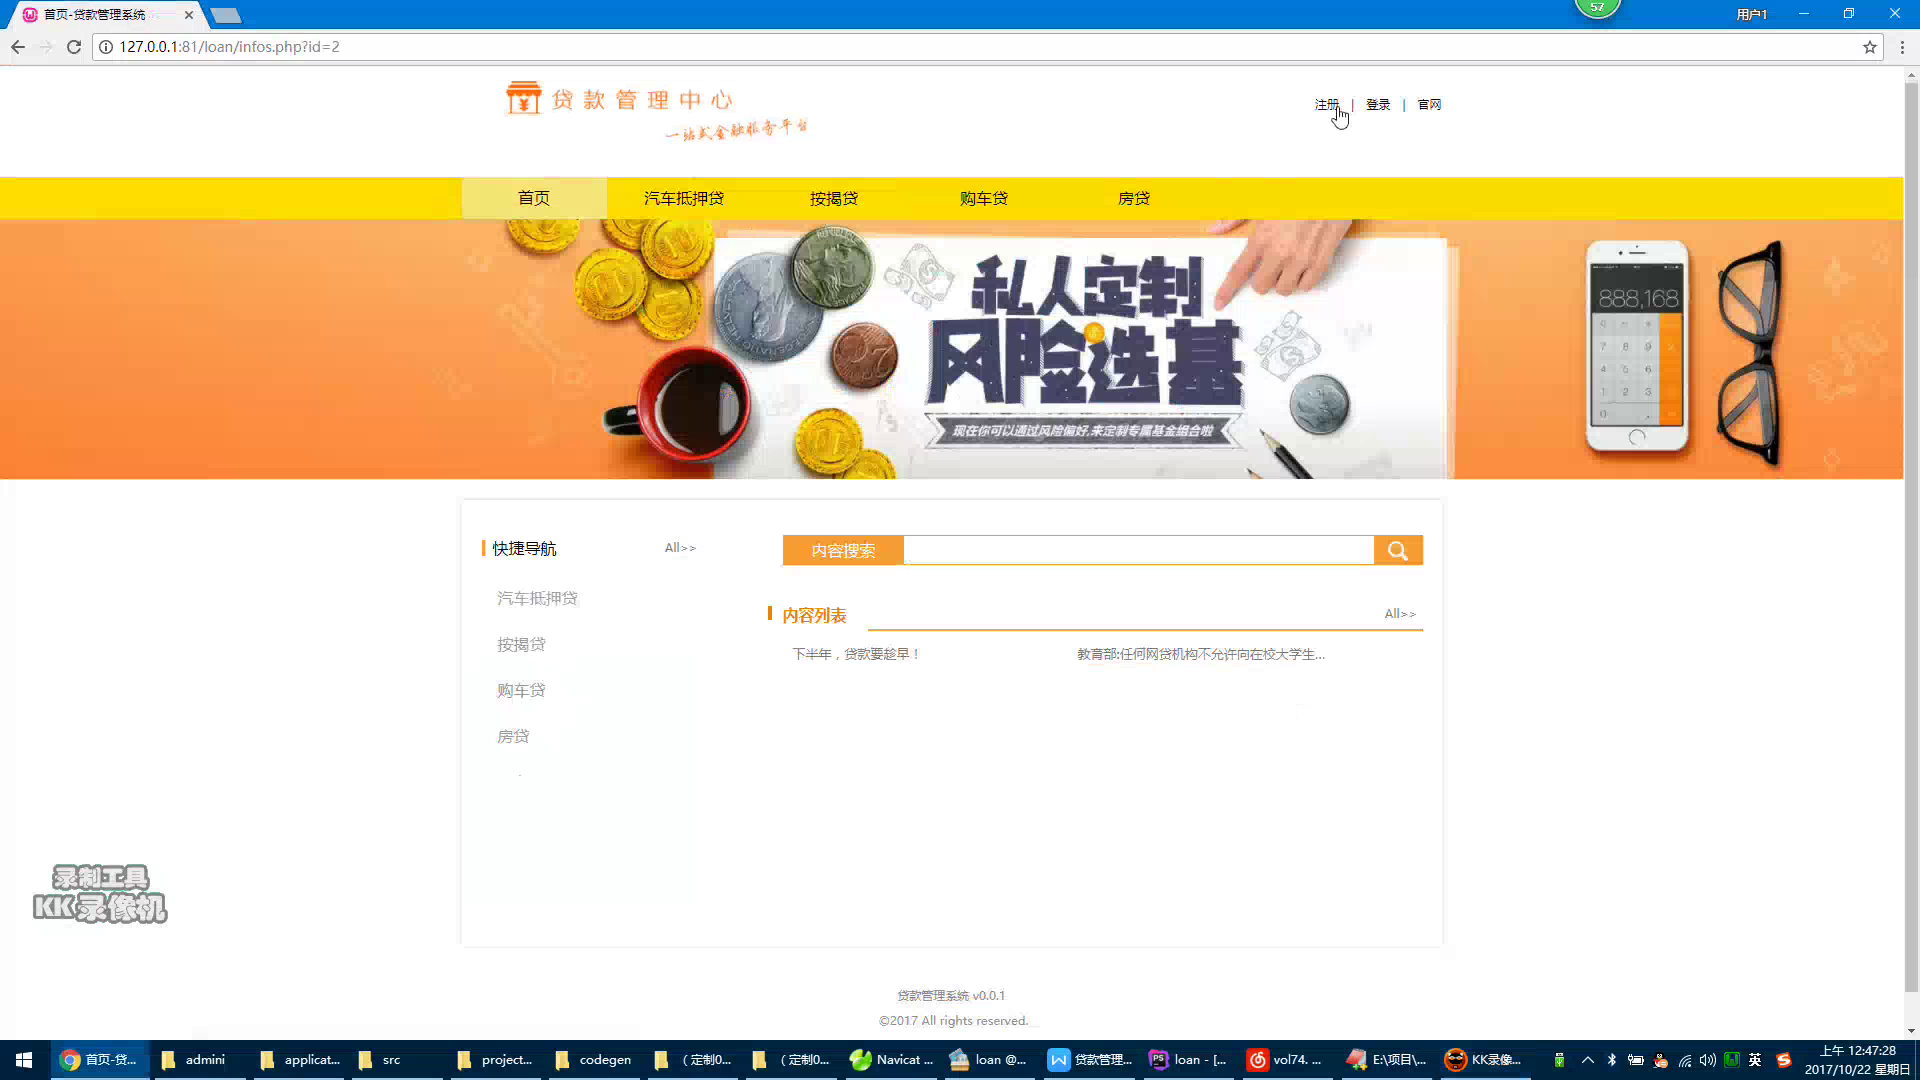 首页-贷款管理系统
57
用户1
127.0.0.1:81/loan/infos.php?id=2
贷款管理中心
一站式金融服务平台
注册 | 登录 | 官网
首页 汽车抵押贷 按揭贷 购车贷 房贷
私人定制
风险选基
现在你可以通过风险偏好,来定制专属基金组合啦
888,168
快捷导航 All>>
内容搜索
汽车抵押贷
按揭贷
购车贷
房贷
内容列表 All>>
下半年，贷款要趁早！ 教育部:任何网贷机构不允许向在校大学生...
录制工具
KK录像机
贷款管理系统 v0.0.1
©2017 All rights reserved.
首页-贷... admini applicat... src project... codegen （定制0... （定制0... Navicat ... loan @... 贷款管理... loan - [... vol74. ... E:\项目\... KK录像... 英
上午 12:47:28
2017/10/22 星期日